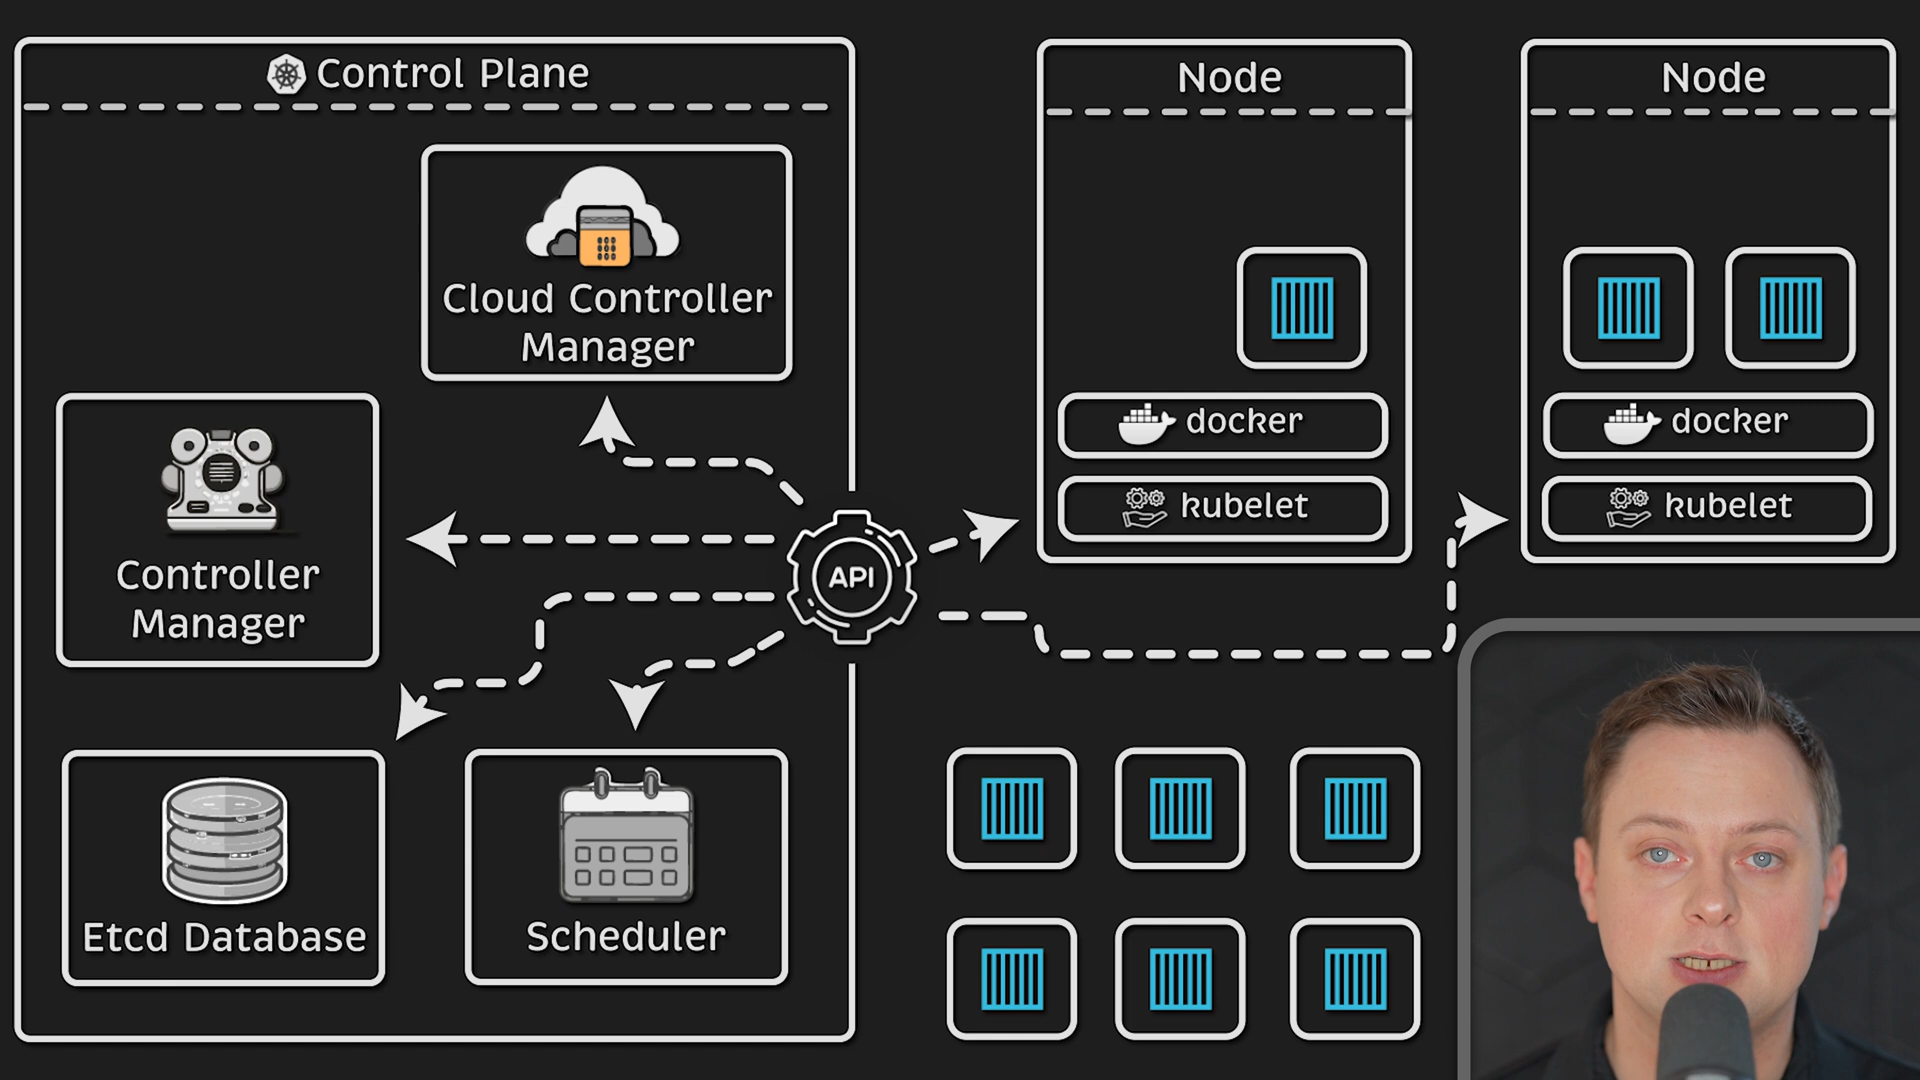 Control Plane
Cloud Controller
Manager
Controller
Manager
Etcd Database
Scheduler
API
Node
docker
kubelet
Node
docker
kubelet